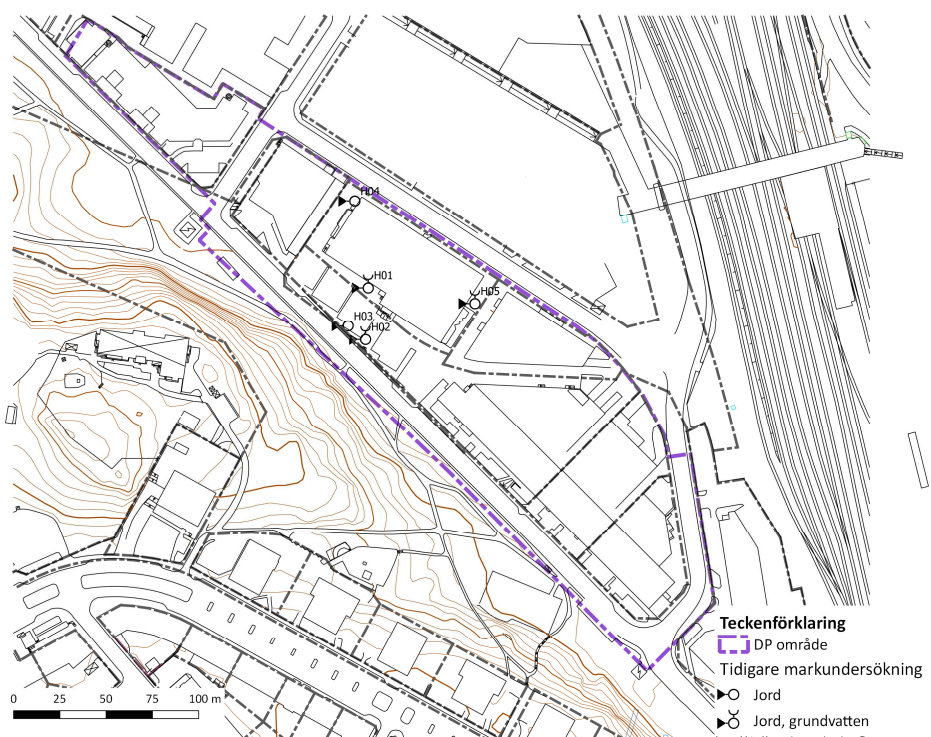 H04
H01
H05
H03
H02
Teckenförklaring
DP område
Tidigare markundersökning
Jord
Jord, grundvatten
0 25 50 75 100 m